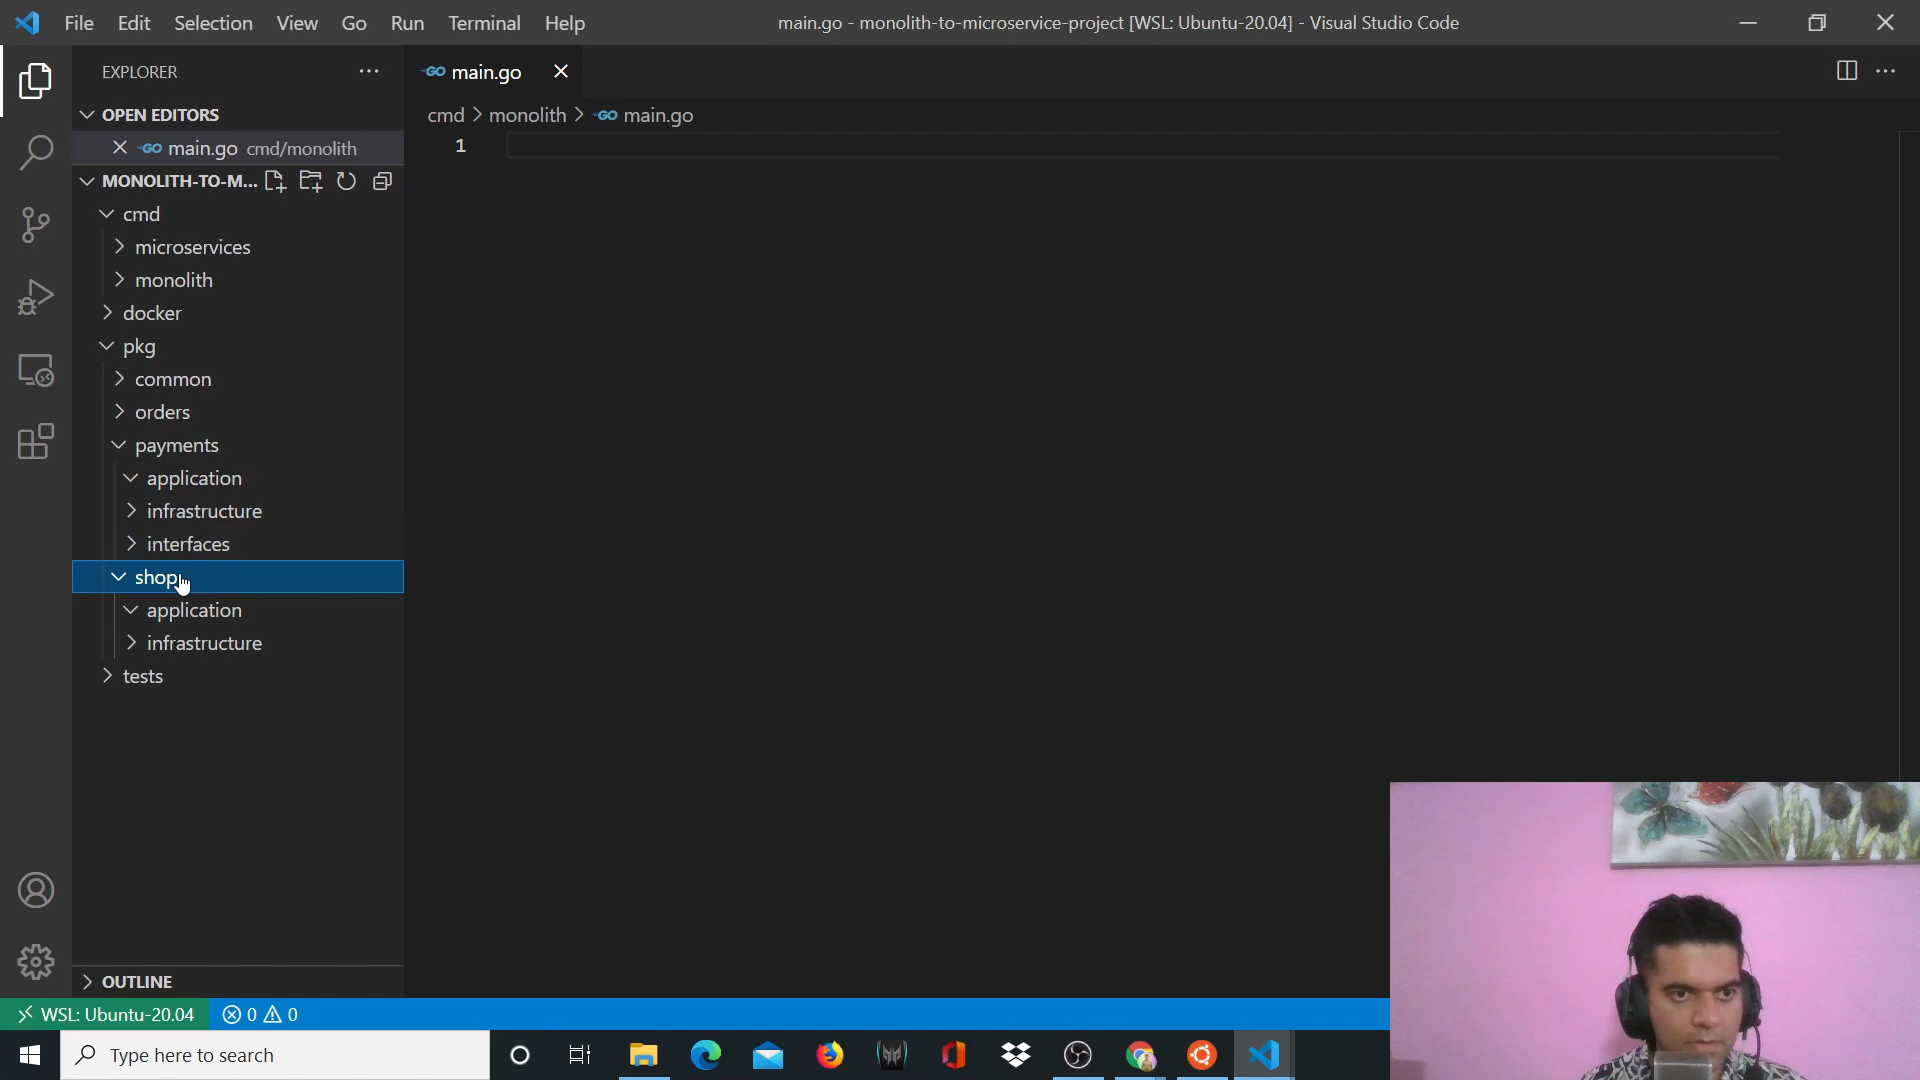 File Edit Selection View Go Run Terminal Help
main.go - monolith-to-microservice-project [WSL: Ubuntu-20.04] - Visual Studio Code
EXPLORER
main.go
OPEN EDITORS
cmd > monolith > main.go
main.go cmd/monolith
1
MONOLITH-TO-M...
cmd
microservices
monolith
docker
pkg
common
orders
payments
application
infrastructure
interfaces
shop
application
infrastructure
tests
OUTLINE
WSL: Ubuntu-20.04 0 0
Type here to search